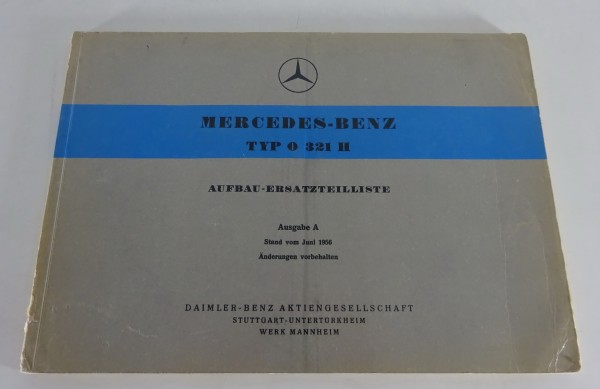 MERCEDES-BENZ
TYP O 321 H
AUFBAU-ERSATZTEILLISTE
Ausgabe A
Stand vom Juni 1956
Änderungen vorbehalten
DAIMLER-BENZ AKTIENGESELLSCHAFT
STUTTGART-UNTERTÜRKHEIM
WERK MANNHEIM